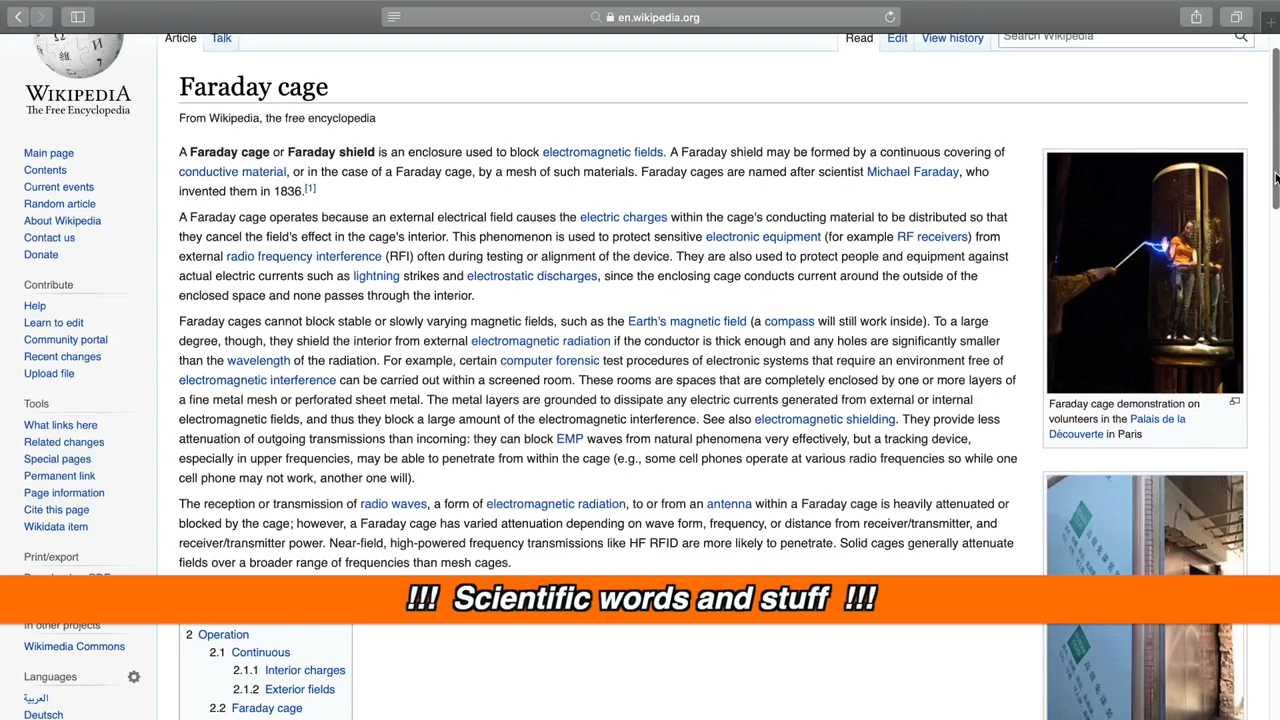 en.wikipedia.org
Article Talk Read Edit View history Search Wikipedia
WIKIPEDIA
The Free Encyclopedia
Main page
Contents
Current events
Random article
About Wikipedia
Contact us
Donate
Contribute
Help
Learn to edit
Community portal
Recent changes
Upload file
Tools
What links here
Related changes
Special pages
Permanent link
Page information
Cite this page
Wikidata item
Print/export
In other projects
Wikimedia Commons
Languages
العربية
Deutsch
Faraday cage
From Wikipedia, the free encyclopedia
A Faraday cage or Faraday shield is an enclosure used to block electromagnetic fields. A Faraday shield may be formed by a continuous covering of
conductive material, or in the case of a Faraday cage, by a mesh of such materials. Faraday cages are named after scientist Michael Faraday, who
invented them in 1836.[1]
A Faraday cage operates because an external electrical field causes the electric charges within the cage's conducting material to be distributed so that
they cancel the field's effect in the cage's interior. This phenomenon is used to protect sensitive electronic equipment (for example RF receivers) from
external radio frequency interference (RFI) often during testing or alignment of the device. They are also used to protect people and equipment against
actual electric currents such as lightning strikes and electrostatic discharges, since the enclosing cage conducts current around the outside of the
enclosed space and none passes through the interior.
Faraday cages cannot block stable or slowly varying magnetic fields, such as the Earth's magnetic field (a compass will still work inside). To a large
degree, though, they shield the interior from external electromagnetic radiation if the conductor is thick enough and any holes are significantly smaller
than the wavelength of the radiation. For example, certain computer forensic test procedures of electronic systems that require an environment free of
electromagnetic interference can be carried out within a screened room. These rooms are spaces that are completely enclosed by one or more layers of
a fine metal mesh or perforated sheet metal. The metal layers are grounded to dissipate any electric currents generated from external or internal
electromagnetic fields, and thus they block a large amount of the electromagnetic interference. See also electromagnetic shielding. They provide less
attenuation of outgoing transmissions than incoming: they can block EMP waves from natural phenomena very effectively, but a tracking device,
especially in upper frequencies, may be able to penetrate from within the cage (e.g., some cell phones operate at various radio frequencies so while one
cell phone may not work, another one will).
The reception or transmission of radio waves, a form of electromagnetic radiation, to or from an antenna within a Faraday cage is heavily attenuated or
blocked by the cage; however, a Faraday cage has varied attenuation depending on wave form, frequency, or distance from receiver/transmitter, and
receiver/transmitter power. Near-field, high-powered frequency transmissions like HF RFID are more likely to penetrate. Solid cages generally attenuate
fields over a broader range of frequencies than mesh cages.
Faraday cage demonstration on
volunteers in the Palais de la
Découverte in Paris
!!! Scientific words and stuff !!!
2 Operation
2.1 Continuous
2.1.1 Interior charges
2.1.2 Exterior fields
2.2 Faraday cage